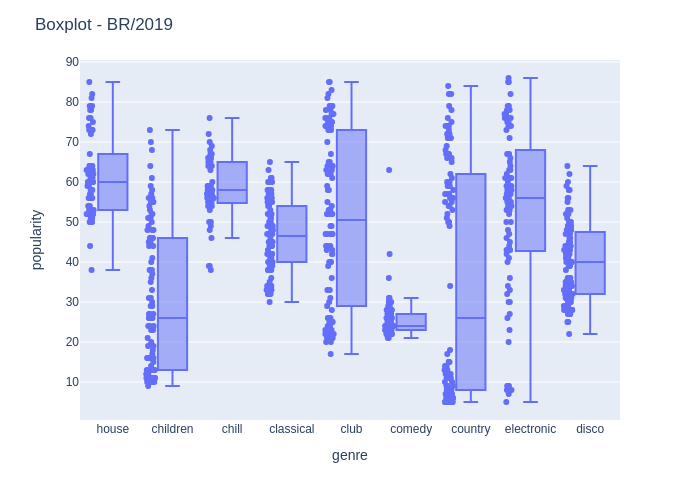 Boxplot - BR/2019
90
80
70
60
50
40
30
20
10
popularity
house children chill classical club comedy country electronic disco
genre